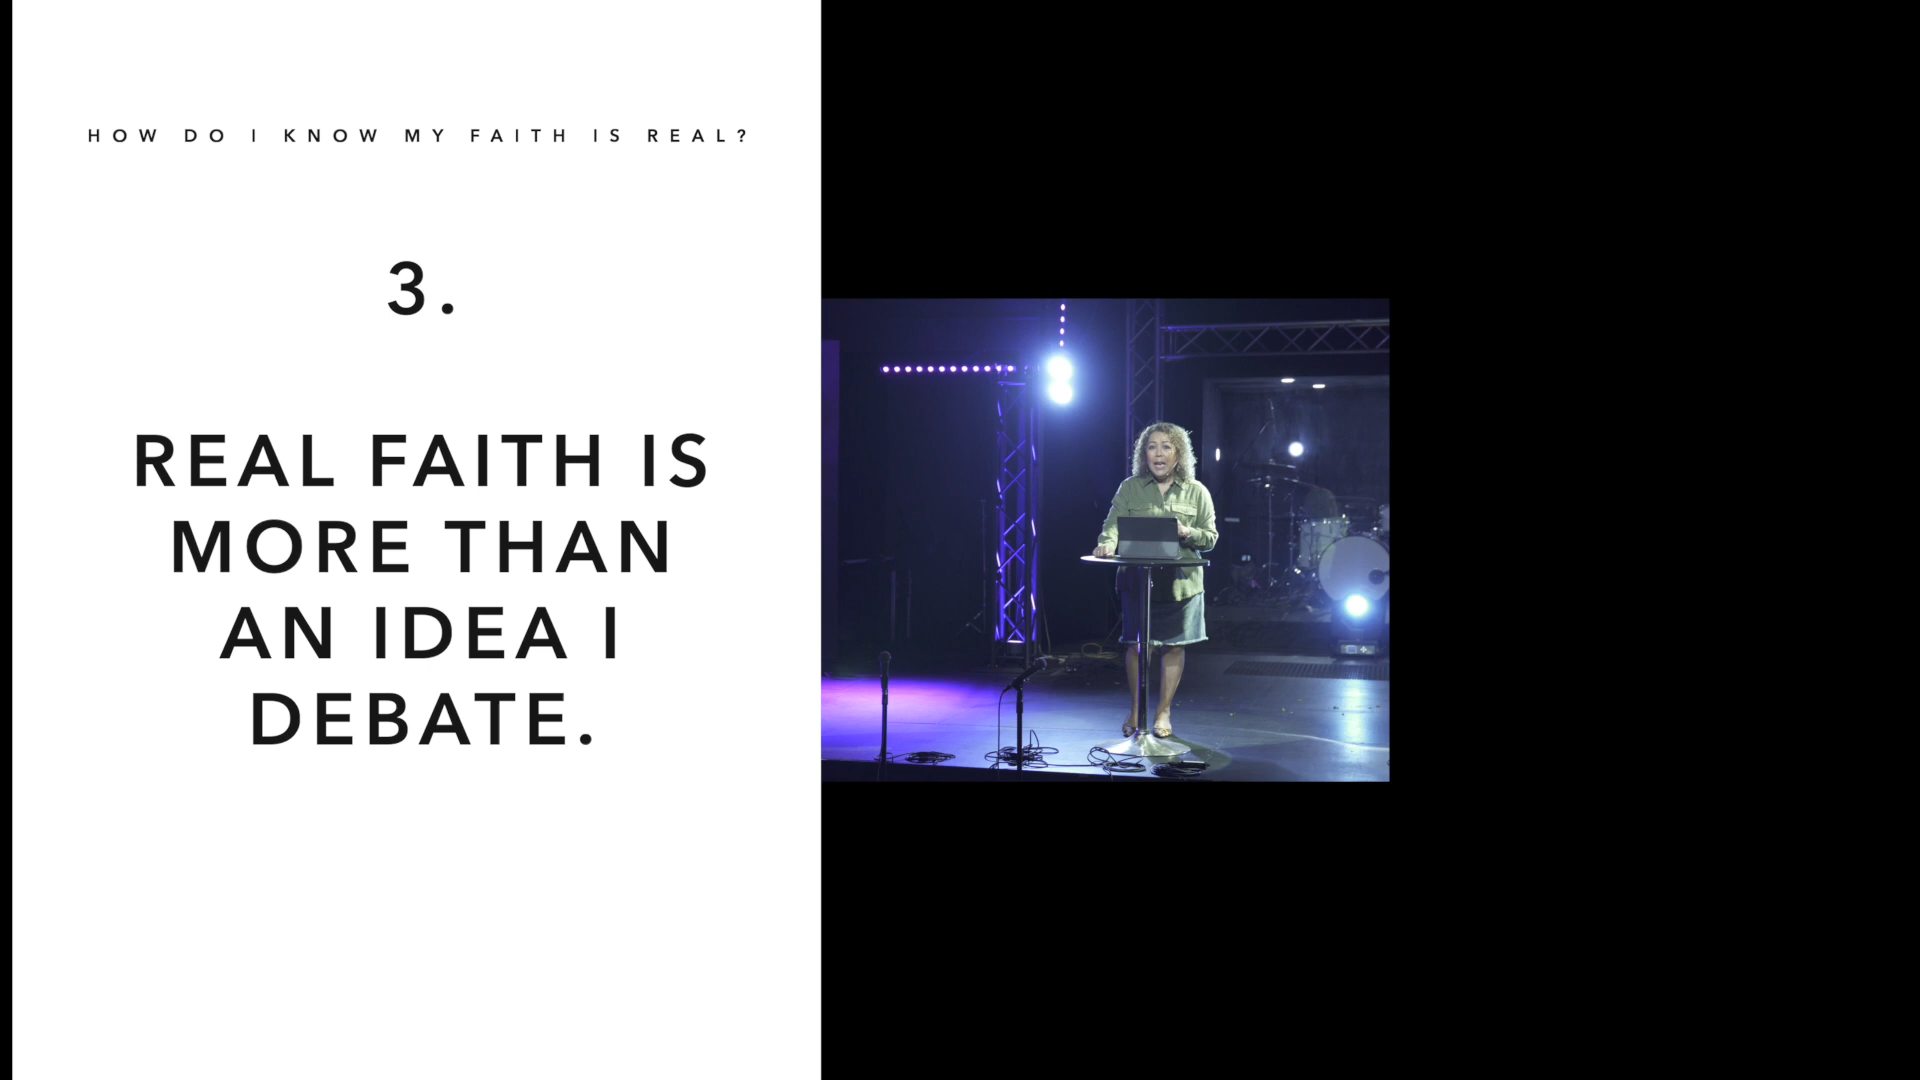 HOW DO I KNOW MY FAITH IS REAL?
3.
REAL FAITH IS
MORE THAN
AN IDEA I
DEBATE.